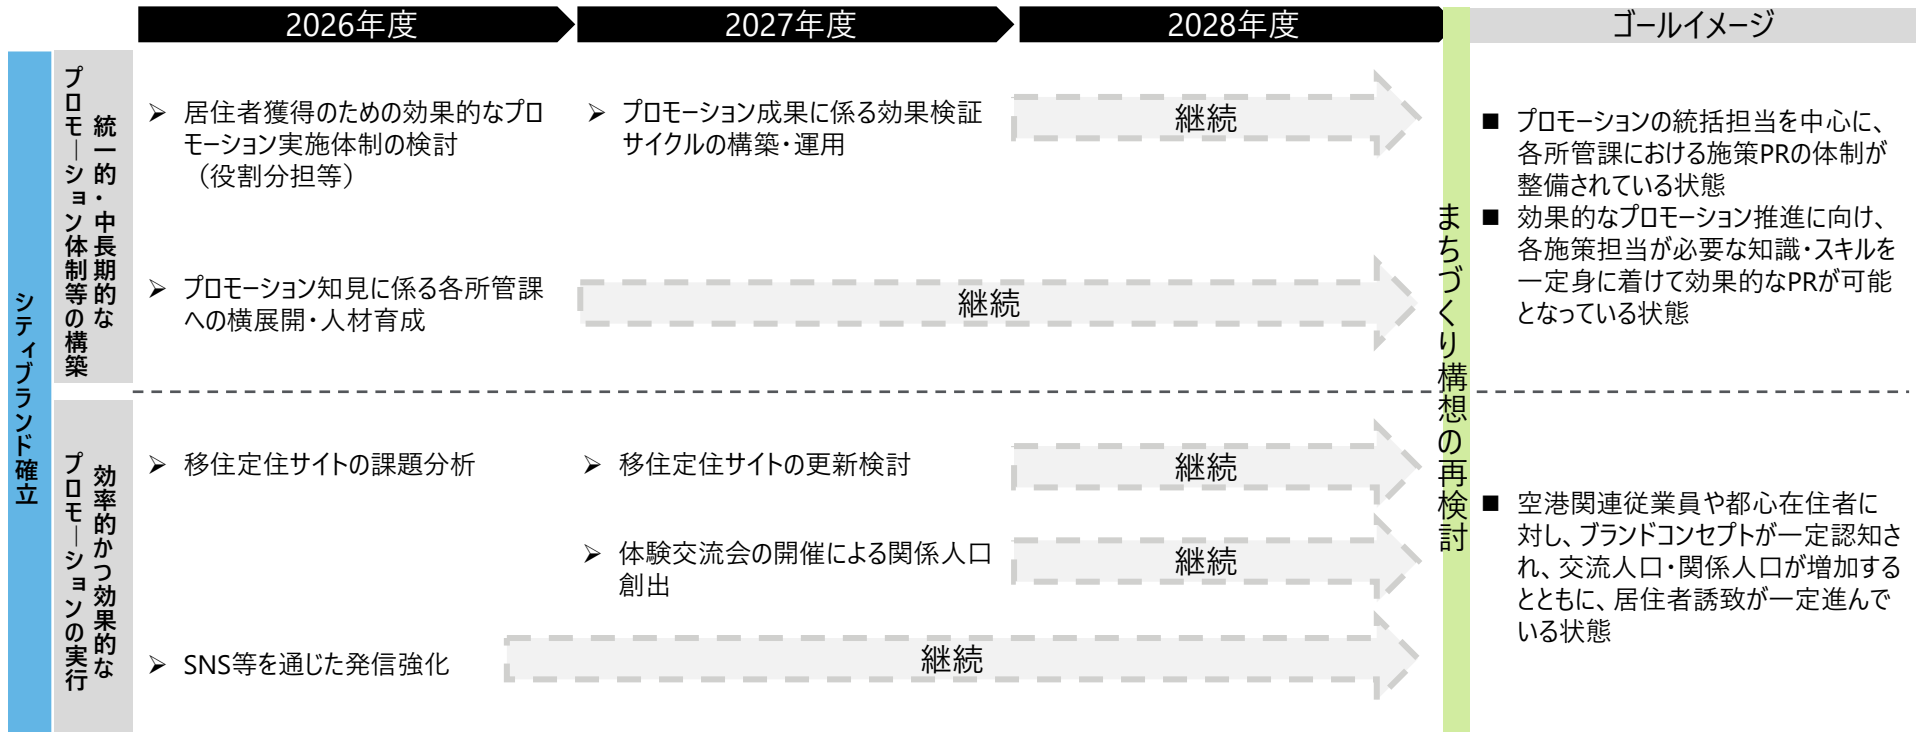 2026年度
2027年度
2028年度
ゴールイメージ
シティブランド確立
統一的・中長期的な
プロモーション体制等の構築
➢ 居住者獲得のための効果的なプロ
モーション実施体制の検討
（役割分担等）
➢ プロモーション成果に係る効果検証
サイクルの構築・運用
継続
➢ プロモーション知見に係る各所管課
への横展開・人材育成
継続
■ プロモーションの統括担当を中心に、
各所管課における施策PRの体制が
整備されている状態
■ 効果的なプロモーション推進に向け、
各施策担当が必要な知識・スキルを
一定身に着けて効果的なPRが可能
となっている状態
まちづくり構想の再検討
効率的かつ効果的な
プロモーションの実行
➢ 移住定住サイトの課題分析
➢ 移住定住サイトの更新検討
継続
➢ 体験交流会の開催による関係人口
創出
継続
➢ SNS等を通じた発信強化
継続
■ 空港関連従業員や都心在住者に
対し、ブランドコンセプトが一定認知さ
れ、交流人口・関係人口が増加する
とともに、居住者誘致が一定進んで
いる状態